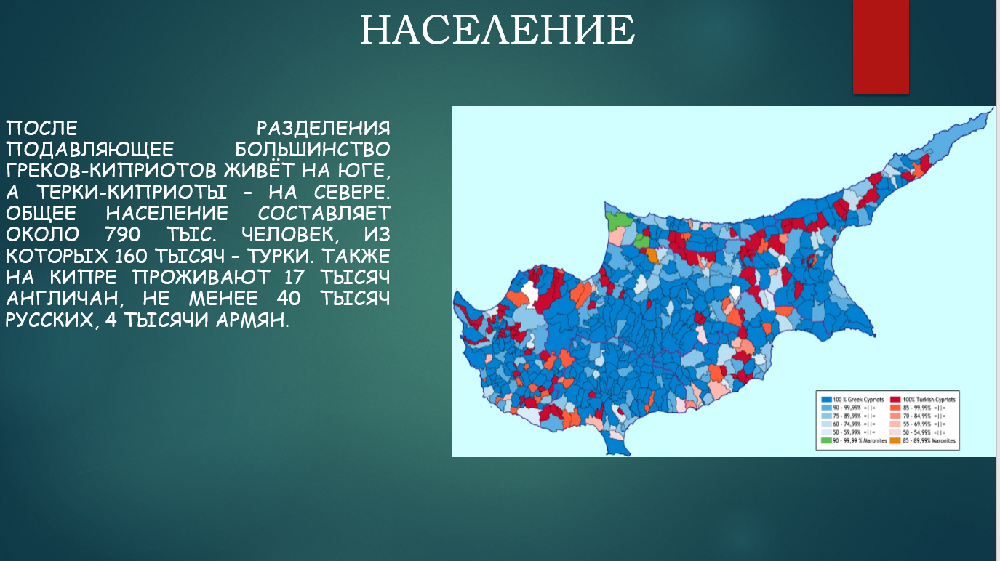 НАСЕЛЕНИЕ
ПОСЛЕ РАЗДЕЛЕНИЯ
ПОДАВЛЯЮЩЕЕ БОЛЬШИНСТВО
ГРЕКОВ-КИПРИОТОВ ЖИВЁТ НА ЮГЕ,
А ТЕРКИ-КИПРИОТЫ – НА СЕВЕРЕ.
ОБЩЕЕ НАСЕЛЕНИЕ СОСТАВЛЯЕТ
ОКОЛО 790 ТЫС. ЧЕЛОВЕК, ИЗ
КОТОРЫХ 160 ТЫСЯЧ – ТУРКИ. ТАКЖЕ
НА КИПРЕ ПРОЖИВАЮТ 17 ТЫСЯЧ
АНГЛИЧАН, НЕ МЕНЕЕ 40 ТЫСЯЧ
РУССКИХ, 4 ТЫСЯЧИ АРМЯН.
100 % Greek Cypriots 100% Turkish Cypriots
90 - 99,99% =||= 85 - 99,99% =||=
75 - 89,99% =||= 70 - 84,99% =||=
60 - 74,99% =||= 55 - 69,99% =||=
50 - 59,99% =||= 50 - 54,99% =||=
90 - 99,99 % Maronites 85 - 89,99% Maronites